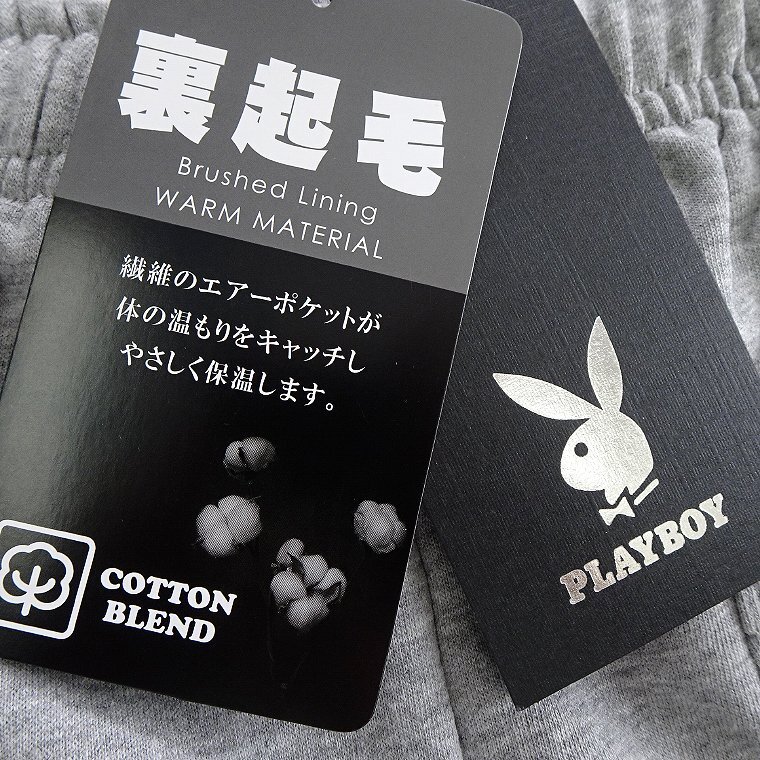 裏起毛
Brushed Lining
WARM MATERIAL
繊維のエアーポケットが
体の温もりをキャッチし
やさしく保温します。
COTTON
BLEND
PLAYBOY